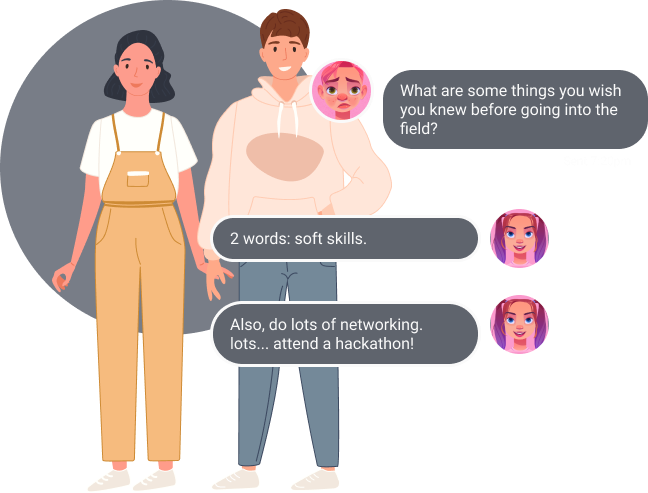 What are some things you wish
you knew before going into the
field?
2 words: soft skills.
Also, do lots of networking.
lots... attend a hackathon!